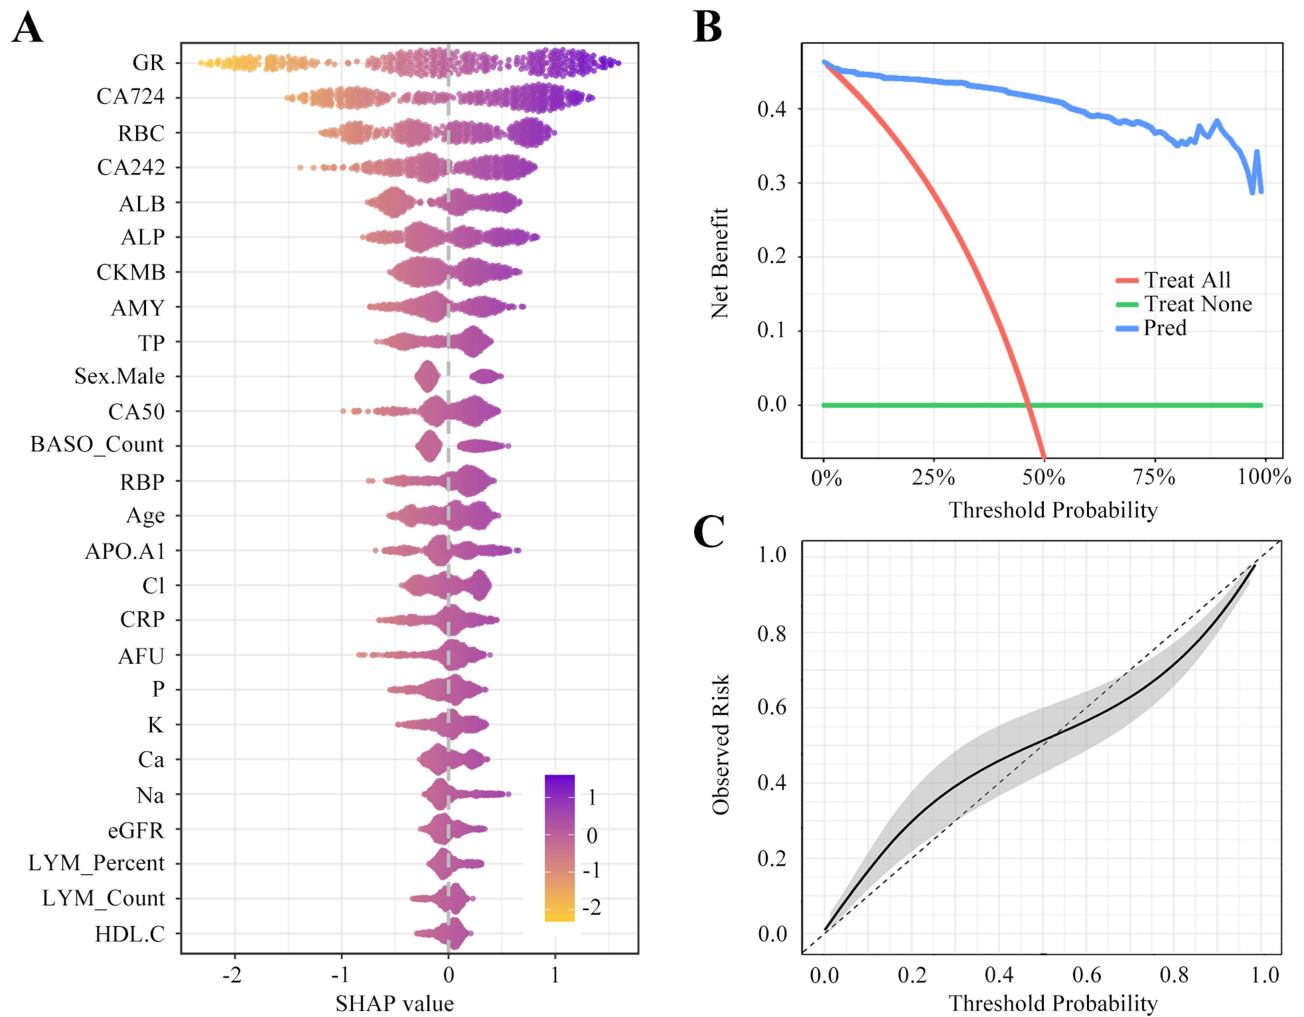 A
GR
CA724
RBC
CA242
ALB
ALP
CKMB
AMY
TP
Sex.Male
CA50
BASO_Count
RBP
Age
APO.A1
Cl
CRP
AFU
P
K
Ca
Na
eGFR
LYM_Percent
LYM_Count
HDL.C
1
0
-1
-2
-2
-1
0
1
SHAP value
B
Net Benefit
0.4
0.3
0.2
0.1
0.0
Treat All
Treat None
Pred
0%
25%
50%
75%
100%
Threshold Probability
C
Observed Risk
1.0
0.8
0.6
0.4
0.2
0.0
0.0
0.2
0.4
0.6
0.8
1.0
Threshold Probability